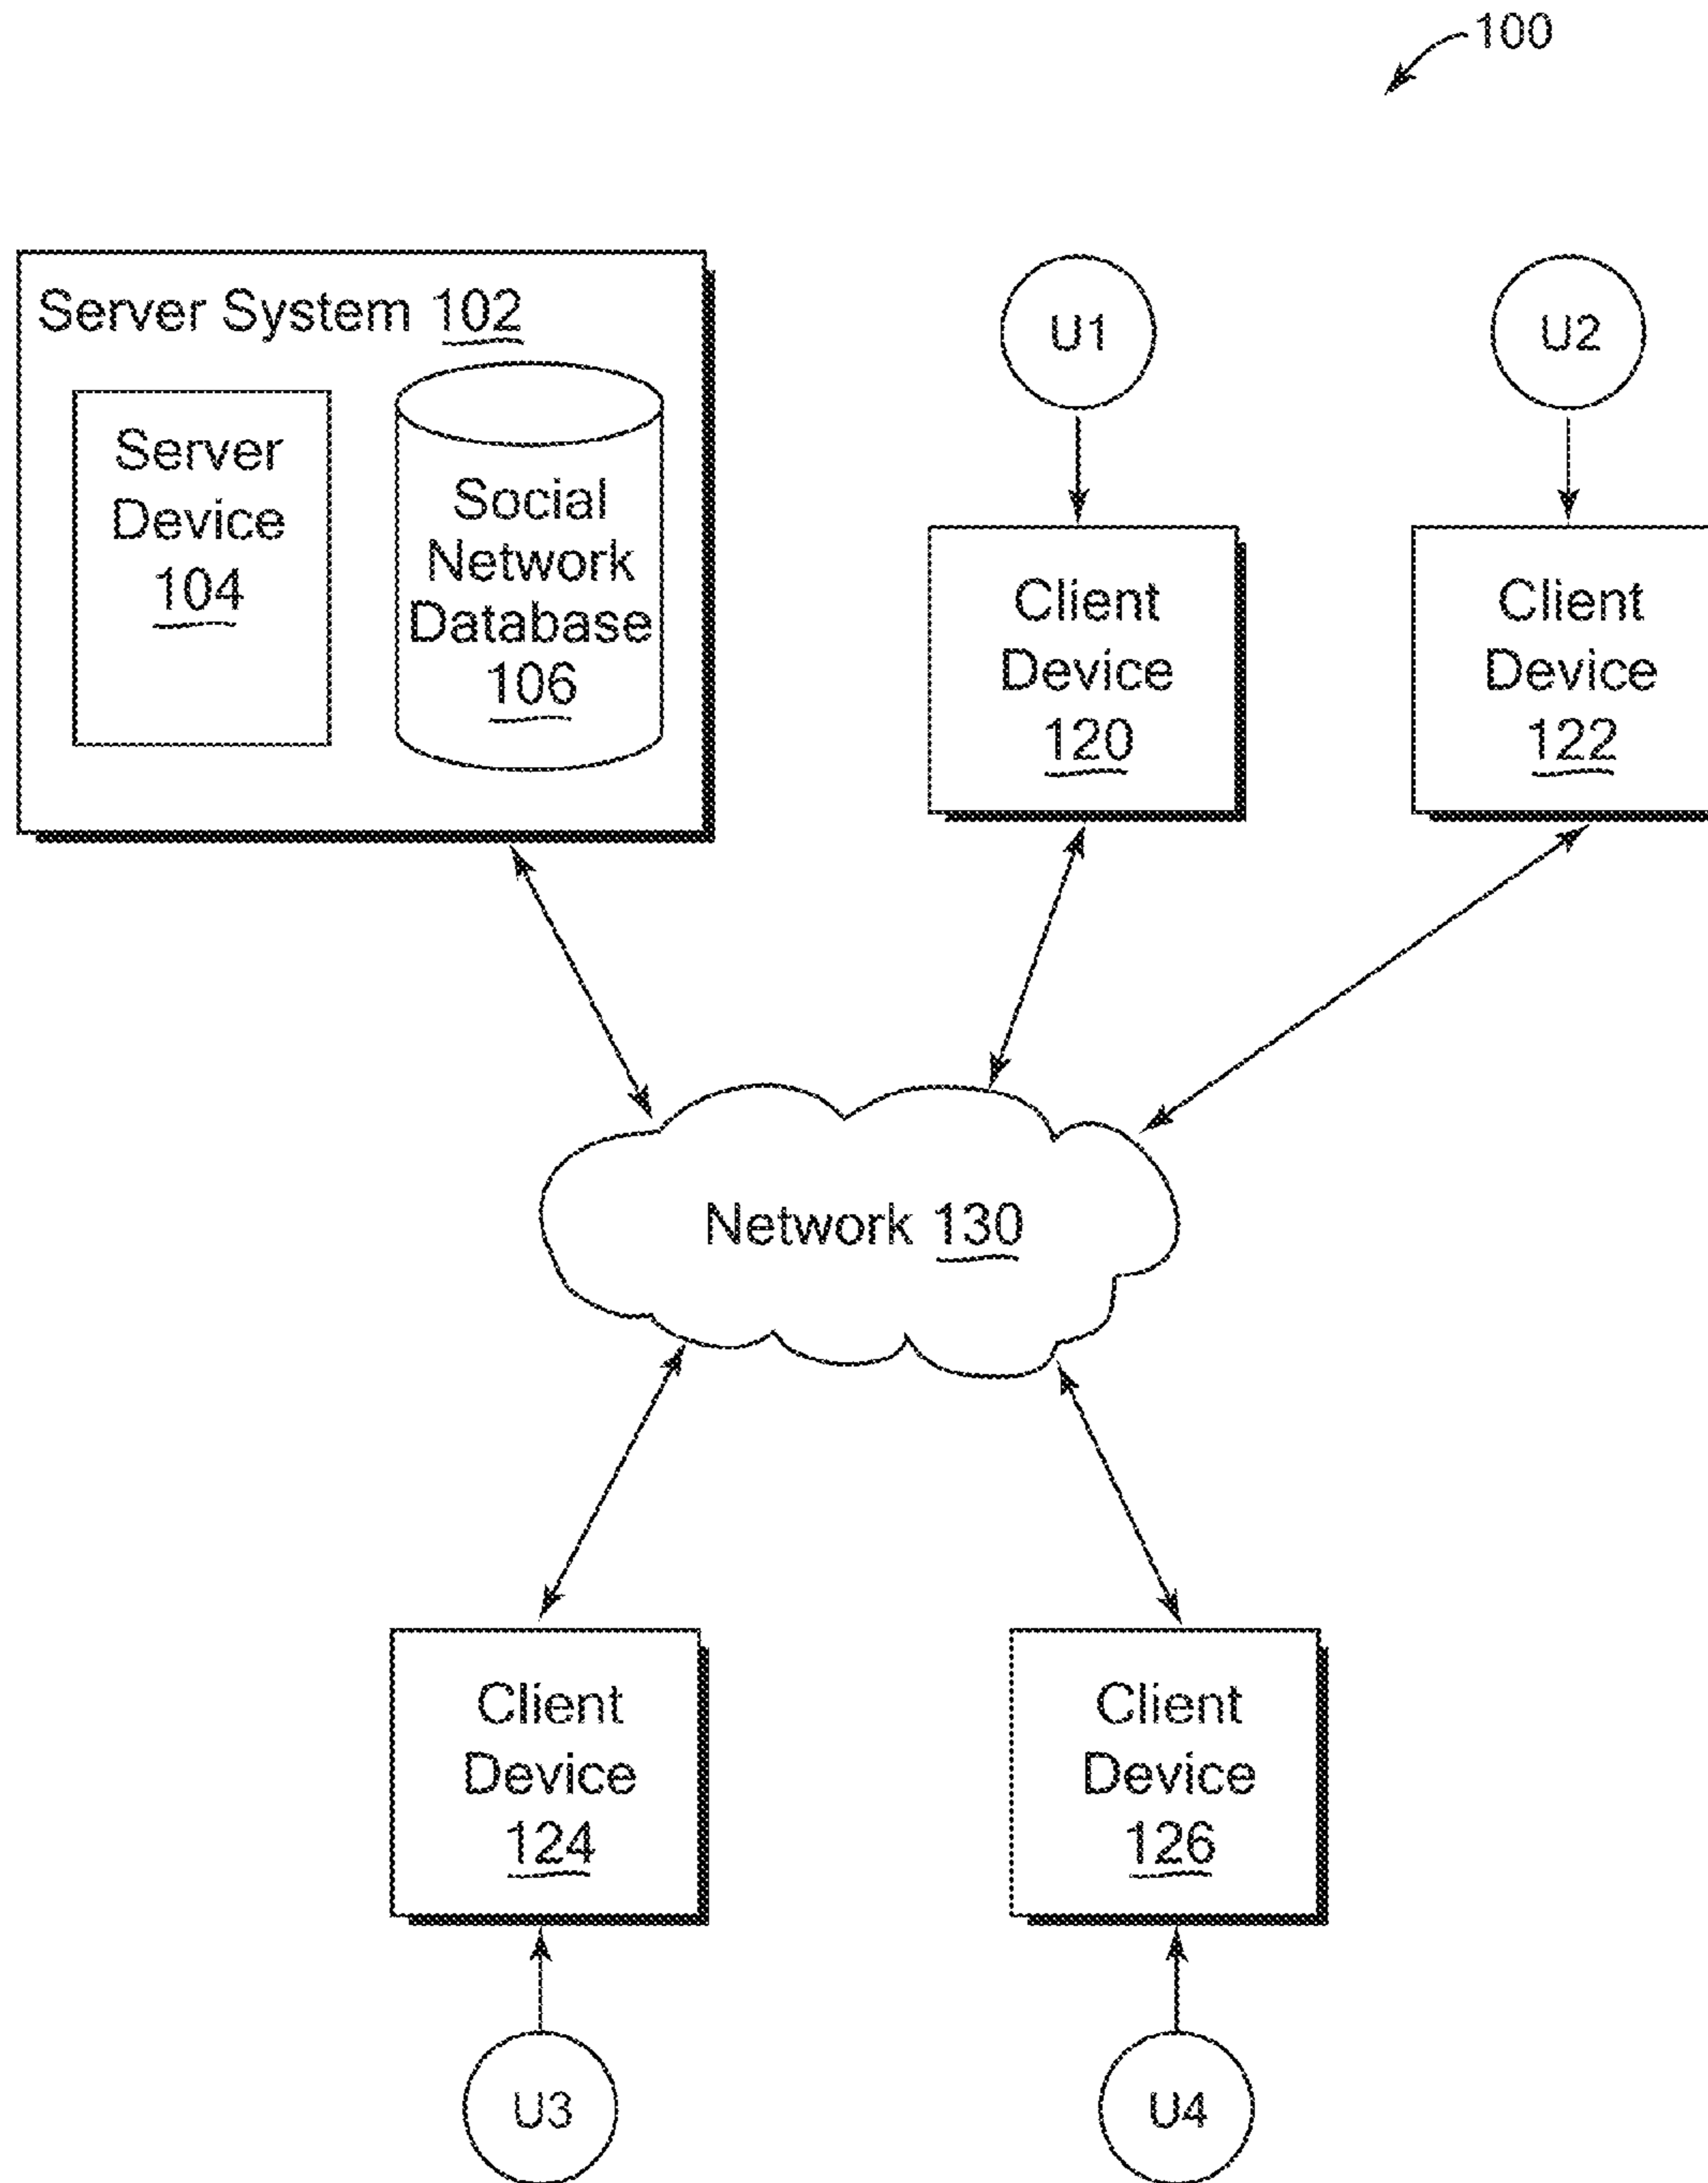 100
Server System 102
Server
Device
104
Social
Network
Database
106
U1
U2
Client
Device
120
Client
Device
122
Network 130
Client
Device
124
Client
Device
126
U3
U4